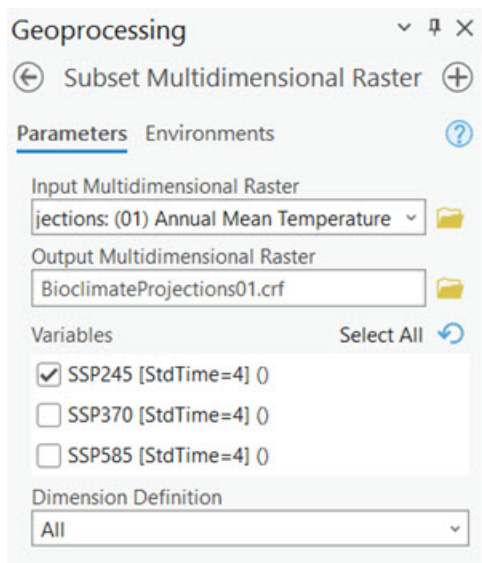 Geoprocessing
Subset Multidimensional Raster
Parameters Environments
Input Multidimensional Raster
jections: (01) Annual Mean Temperature
Output Multidimensional Raster
BioclimateProjections01.crf
Variables Select All
SSP245 [StdTime=4] ()
SSP370 [StdTime=4] ()
SSP585 [StdTime=4] ()
Dimension Definition
All